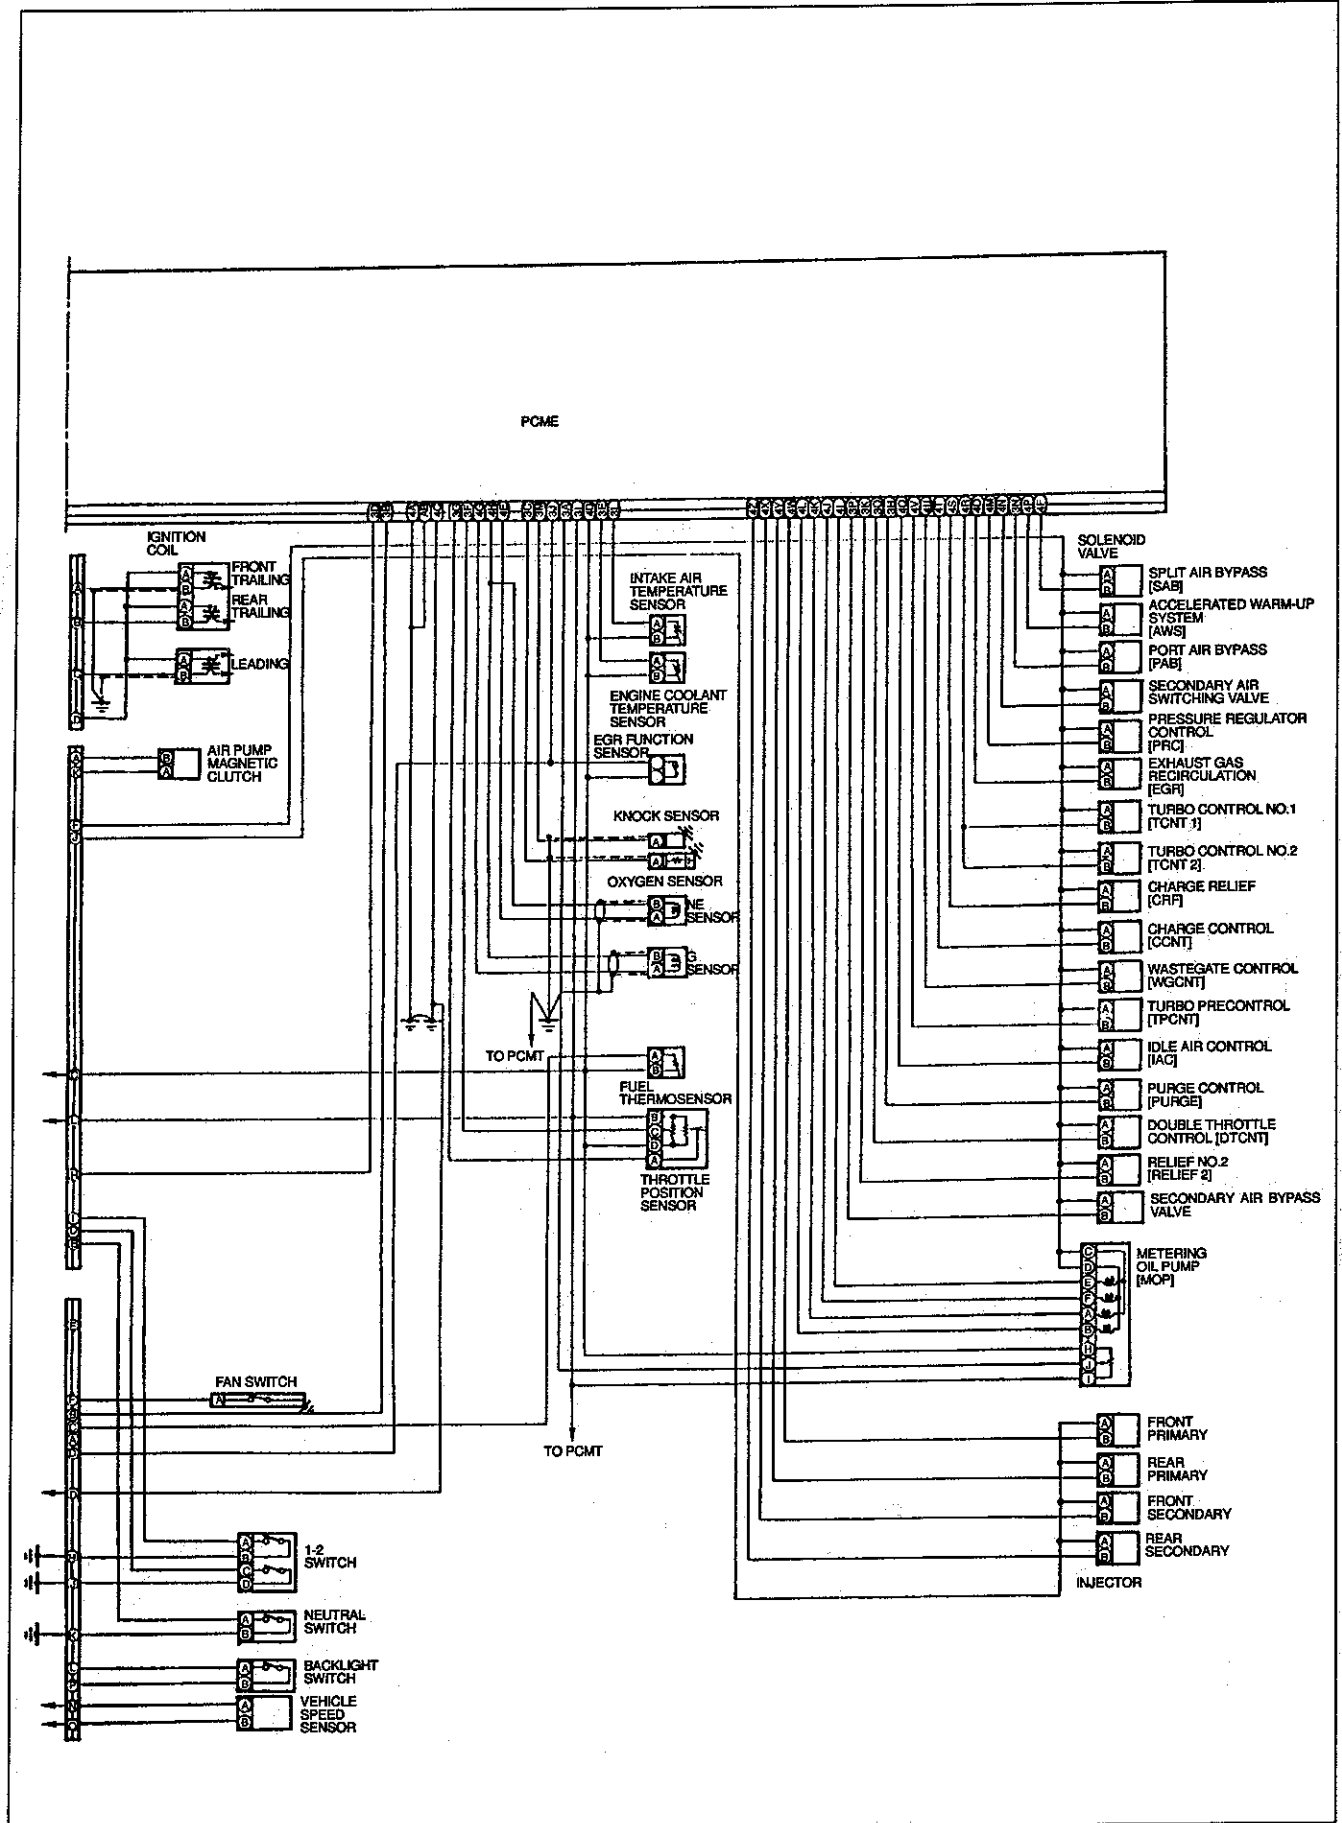 PCME
IGNITION
COIL
FRONT
TRAILING
REAR
TRAILING
LEADING
AIR PUMP
MAGNETIC
CLUTCH
INTAKE AIR
TEMPERATURE
SENSOR
ENGINE COOLANT
TEMPERATURE
SENSOR
EGR FUNCTION
SENSOR
KNOCK SENSOR
OXYGEN SENSOR
NE
SENSOR
G
SENSOR
TO PCMT
FUEL
THERMOSENSOR
THROTTLE
POSITION
SENSOR
TO PCMT
FAN SWITCH
1-2
SWITCH
NEUTRAL
SWITCH
BACKLIGHT
SWITCH
VEHICLE
SPEED
SENSOR
SOLENOID
VALVE
SPLIT AIR BYPASS
[SAB]
ACCELERATED WARM-UP
SYSTEM
[AWS]
PORT AIR BYPASS
[PAB]
SECONDARY AIR
SWITCHING VALVE
PRESSURE REGULATOR
CONTROL
[PRC]
EXHAUST GAS
RECIRCULATION
[EGR]
TURBO CONTROL NO.1
[TCNT 1]
TURBO CONTROL NO.2
[TCNT 2]
CHARGE RELIEF
[CRF]
CHARGE CONTROL
[CCNT]
WASTEGATE CONTROL
[WGCNT]
TURBO PRECONTROL
[TPCNT]
IDLE AIR CONTROL
[IAC]
PURGE CONTROL
[PURGE]
DOUBLE THROTTLE
CONTROL [DTCNT]
RELIEF NO.2
[RELIEF 2]
SECONDARY AIR BYPASS
VALVE
METERING
OIL PUMP
[MOP]
FRONT
PRIMARY
REAR
PRIMARY
FRONT
SECONDARY
REAR
SECONDARY
INJECTOR